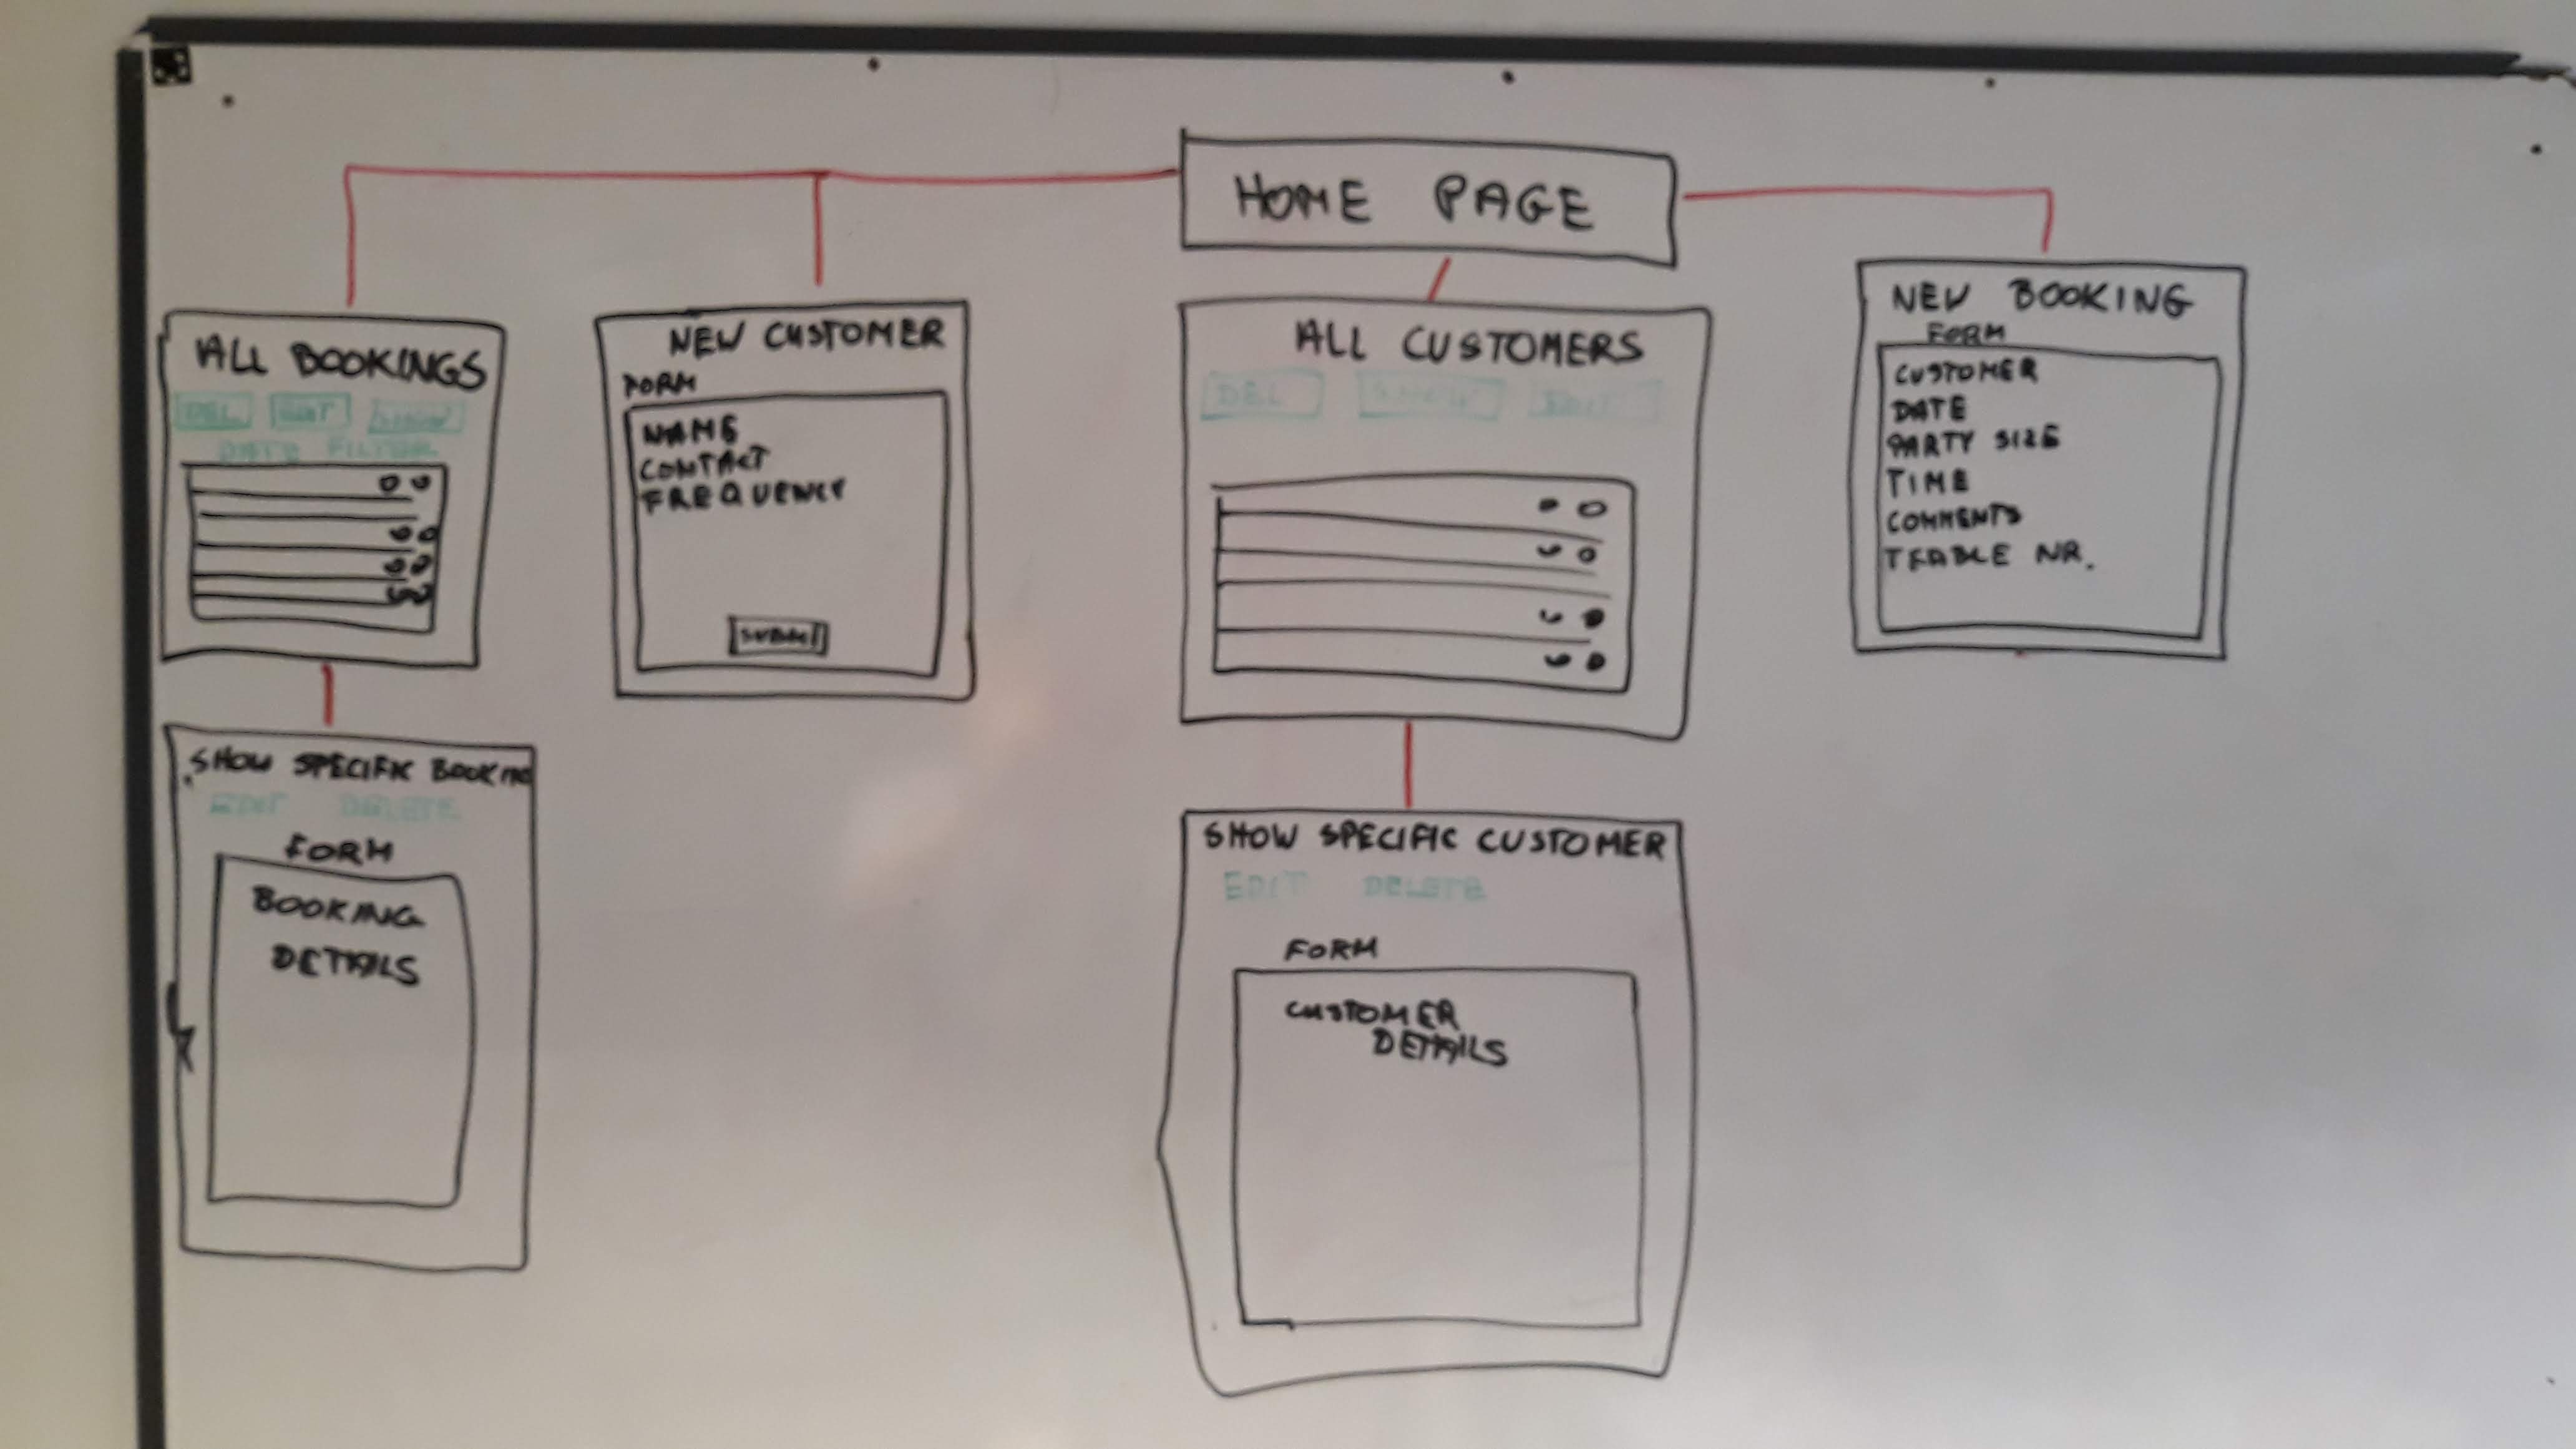 HOME PAGE
ALL BOOKINGS
DEL EDIT SHOW
DATE FILTER
NEW CUSTOMER
FORM
NAME
CONTACT
FREQUENCY
SUBMIT
ALL CUSTOMERS
DEL SHOW EDIT
NEW BOOKING
FORM
CUSTOMER
DATE
PARTY SIZE
TIME
COMMENTS
TEABLE NR.
SHOW SPECIFIC BOOKING
EDIT DELETE
FORM
BOOKING
DETAILS
SHOW SPECIFIC CUSTOMER
EDIT DELETE
FORM
CUSTOMER
DETAILS